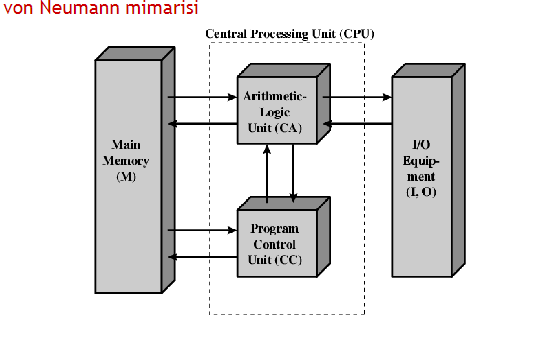 von Neumann mimarisi
Central Processing Unit (CPU)
Main
Memory
(M)
Arithmetic-
Logic
Unit (CA)
Program
Control
Unit (CC)
I/O
Equip-
ment
(I, O)